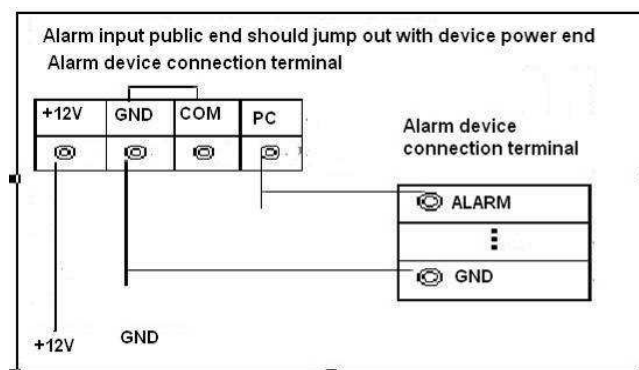 Alarm input public end should jump out with device power end
Alarm device connection terminal
+12V GND COM PC
Alarm device
connection terminal
ALARM
GND
+12V GND